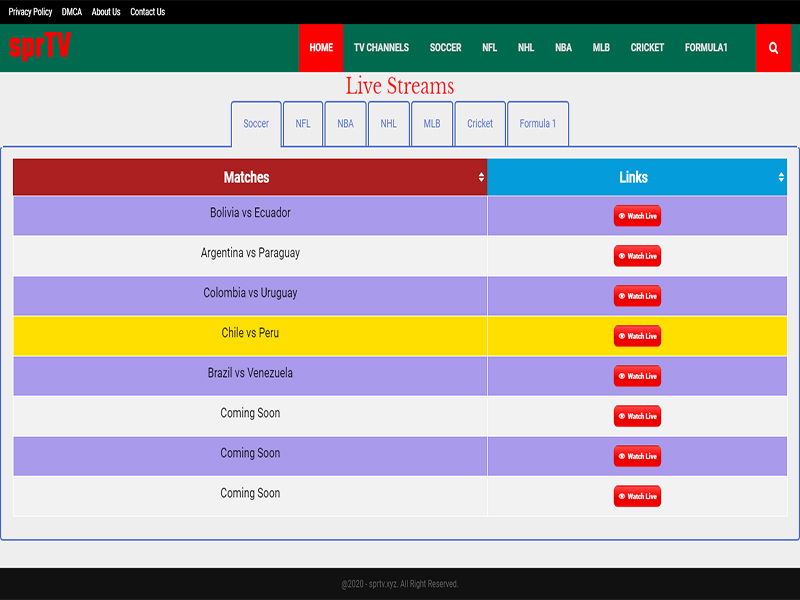 Privacy Policy DMCA About Us Contact Us
sprTV HOME TV CHANNELS SOCCER NFL NHL NBA MLB CRICKET FORMULA1
Live Streams
Soccer NFL NBA NHL MLB Cricket Formula 1
Matches Links
Bolivia vs Ecuador Watch Live
Argentina vs Paraguay Watch Live
Colombia vs Uruguay Watch Live
Chile vs Peru Watch Live
Brazil vs Venezuela Watch Live
Coming Soon Watch Live
Coming Soon Watch Live
Coming Soon Watch Live
@2020 - sprtv.xyz. All Right Reserved.